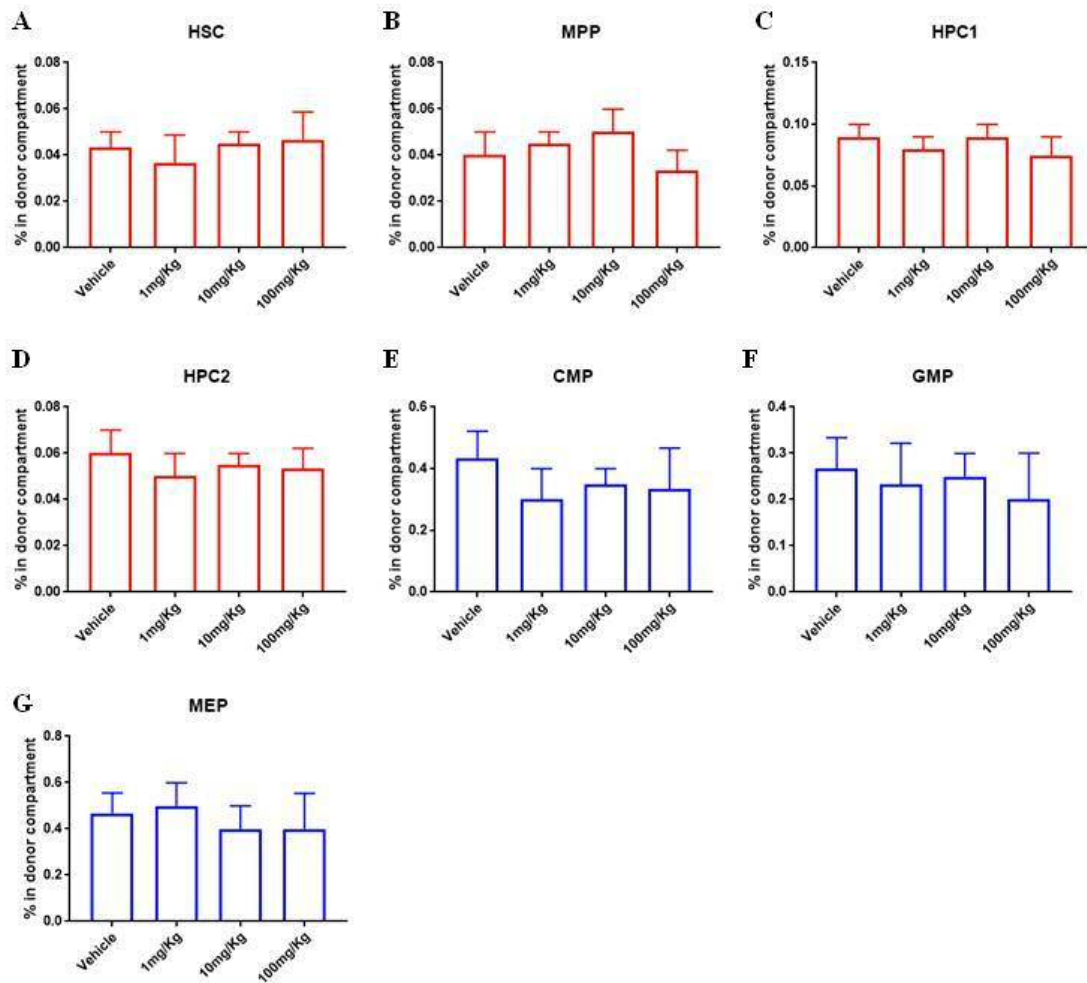 A
HSC
% in donor compartment
0.08
0.06
0.04
0.02
0.00
Vehicle
1mg/Kg
10mg/Kg
100mg/Kg
B
MPP
% in donor compartment
0.08
0.06
0.04
0.02
0.00
Vehicle
1mg/Kg
10mg/Kg
100mg/Kg
C
HPC1
% in donor compartment
0.15
0.10
0.05
0.00
Vehicle
1mg/Kg
10mg/Kg
100mg/Kg
D
HPC2
% in donor compartment
0.08
0.06
0.04
0.02
0.00
Vehicle
1mg/Kg
10mg/Kg
100mg/Kg
E
CMP
% in donor compartment
0.6
0.4
0.2
0.0
Vehicle
1mg/Kg
10mg/Kg
100mg/Kg
F
GMP
% in donor compartment
0.4
0.3
0.2
0.1
0.0
Vehicle
1mg/Kg
10mg/Kg
100mg/Kg
G
MEP
% in donor compartment
0.8
0.6
0.4
0.2
0.0
Vehicle
1mg/Kg
10mg/Kg
100mg/Kg